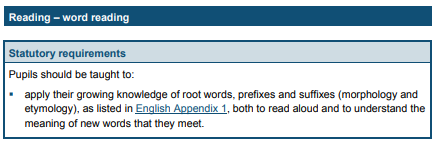 Reading – word reading
Statutory requirements
Pupils should be taught to:
▪ apply their growing knowledge of root words, prefixes and suffixes (morphology and
etymology), as listed in English Appendix 1, both to read aloud and to understand the
meaning of new words that they meet.